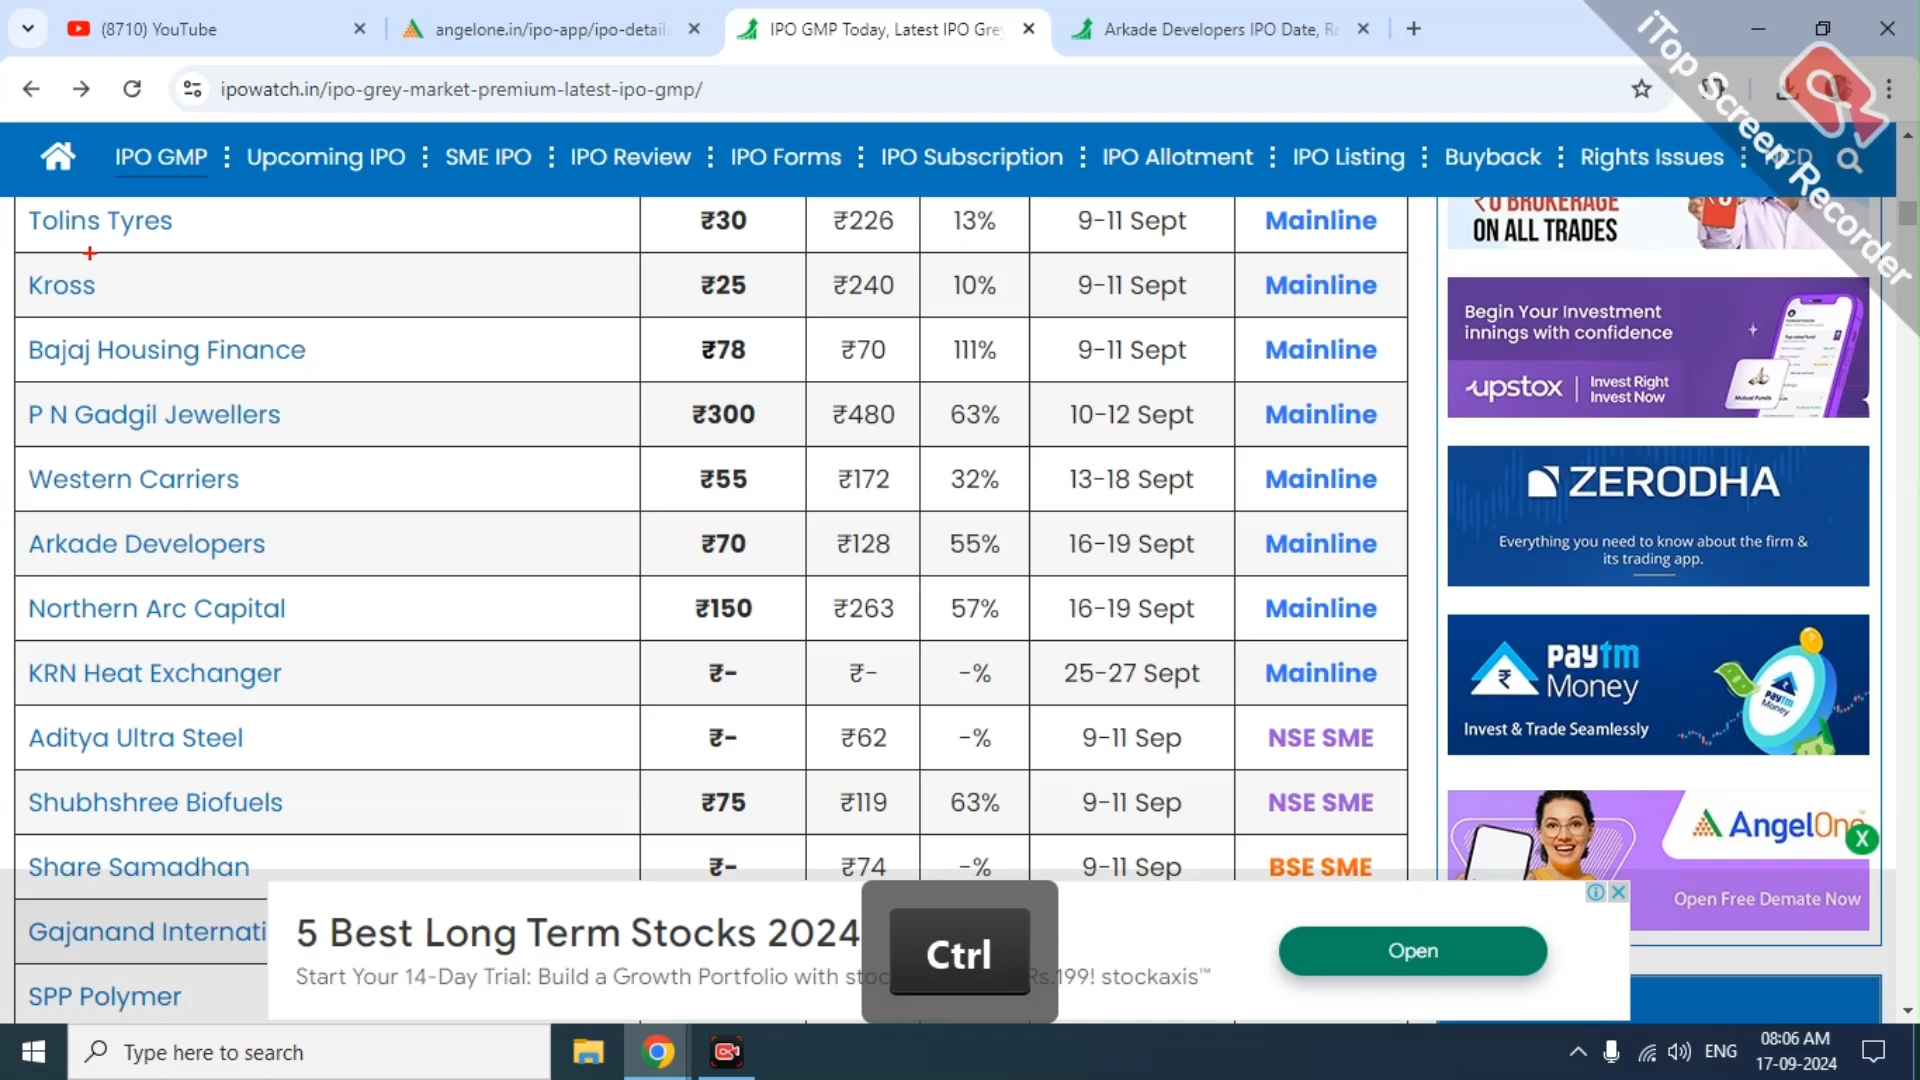 (8710) YouTube
angelone.in/ipo-app/ipo-details
IPO GMP Today, Latest IPO Grey
Arkade Developers IPO Date, Re
ipowatch.in/ipo-grey-market-premium-latest-ipo-gmp/
iTop Screen Recorder
IPO GMP ⋮ Upcoming IPO ⋮ SME IPO ⋮ IPO Review ⋮ IPO Forms ⋮ IPO Subscription ⋮ IPO Allotment ⋮ IPO Listing ⋮ Buyback ⋮ Rights Issues ⋮ NCD
Tolins Tyres ₹30 ₹226 13% 9-11 Sept Mainline
Kross ₹25 ₹240 10% 9-11 Sept Mainline
Bajaj Housing Finance ₹78 ₹70 111% 9-11 Sept Mainline
P N Gadgil Jewellers ₹300 ₹480 63% 10-12 Sept Mainline
Western Carriers ₹55 ₹172 32% 13-18 Sept Mainline
Arkade Developers ₹70 ₹128 55% 16-19 Sept Mainline
Northern Arc Capital ₹150 ₹263 57% 16-19 Sept Mainline
KRN Heat Exchanger ₹- ₹- -% 25-27 Sept Mainline
Aditya Ultra Steel ₹- ₹62 -% 9-11 Sep NSE SME
Shubhshree Biofuels ₹75 ₹119 63% 9-11 Sep NSE SME
Share Samadhan ₹- ₹74 -% 9-11 Sep BSE SME
Gajanand Internati
SPP Polymer
₹0 BROKERAGE
ON ALL TRADES
Begin Your Investment
innings with confidence
upstox | Invest Right
Invest Now
Mutual Funds
ZERODHA
Everything you need to know about the firm &
its trading app.
paytm
Money
Invest & Trade Seamlessly
paytm
Money
AngelOne
X
Open Free Demate Now
5 Best Long Term Stocks 2024
Start Your 14-Day Trial: Build a Growth Portfolio with stoc Rs.199! stockaxis™
Ctrl
Open
Type here to search
ENG
08:06 AM
17-09-2024